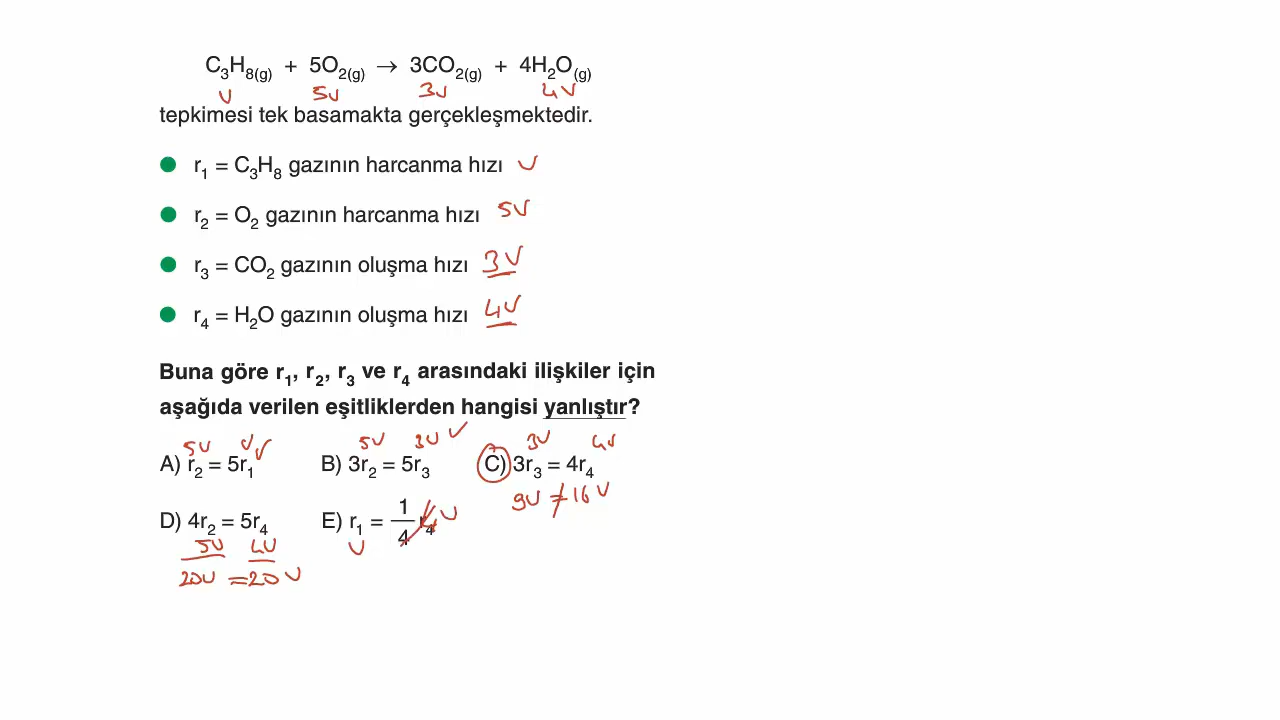 C3H8(g) + 5O2(g) → 3CO2(g) + 4H2O(g)
V 5V 3V 4V
tepkimesi tek basamakta gerçekleşmektedir.
r1 = C3H8 gazının harcanma hızı V
r2 = O2 gazının harcanma hızı 5V
r3 = CO2 gazının oluşma hızı 3V
r4 = H2O gazının oluşma hızı 4V
Buna göre r1, r2, r3 ve r4 arasındaki ilişkiler için
aşağıda verilen eşitliklerden hangisi yanlıştır?
5V V 5V 3V 3V 4V
A) r2 = 5r1 B) 3r2 = 5r3 C) 3r3 = 4r4
9V ≠ 16V
D) 4r2 = 5r4 E) r1 = 1/4 r4 4V
5V 4V V
20V = 20V